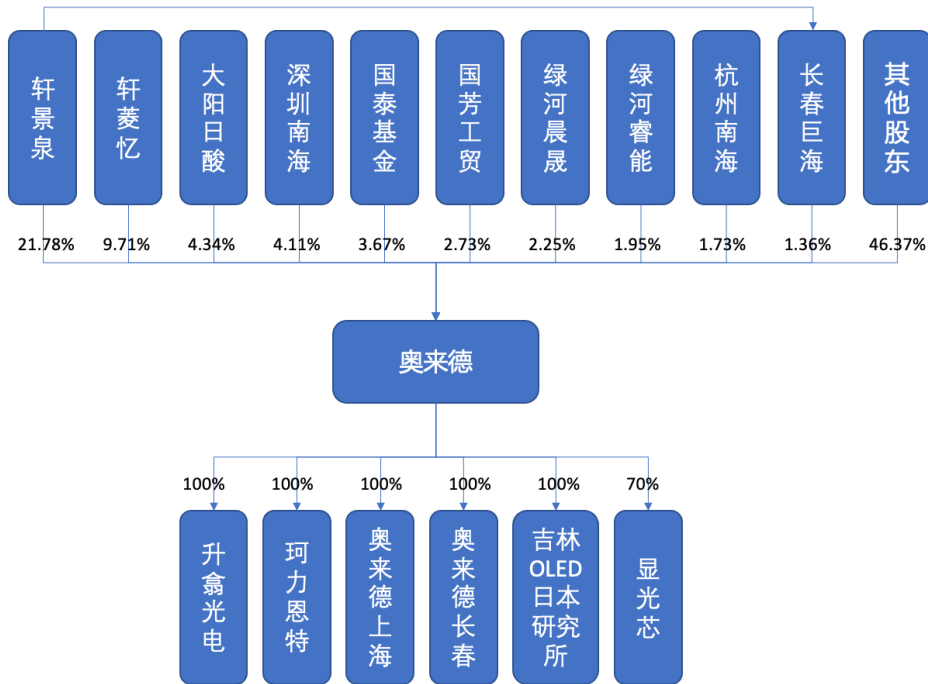 轩景泉
轩菱忆
大阳日酸
深圳南海
国泰基金
国芳工贸
绿河晨晟
绿河睿能
杭州南海
长春巨海
其他股东
21.78%
9.71%
4.34%
4.11%
3.67%
2.73%
2.25%
1.95%
1.73%
1.36%
46.37%
奥来德
100%
100%
100%
100%
100%
70%
升翕光电
珂力恩特
奥来德上海
奥来德长春
吉林
OLED
日本
研究
所
显光芯